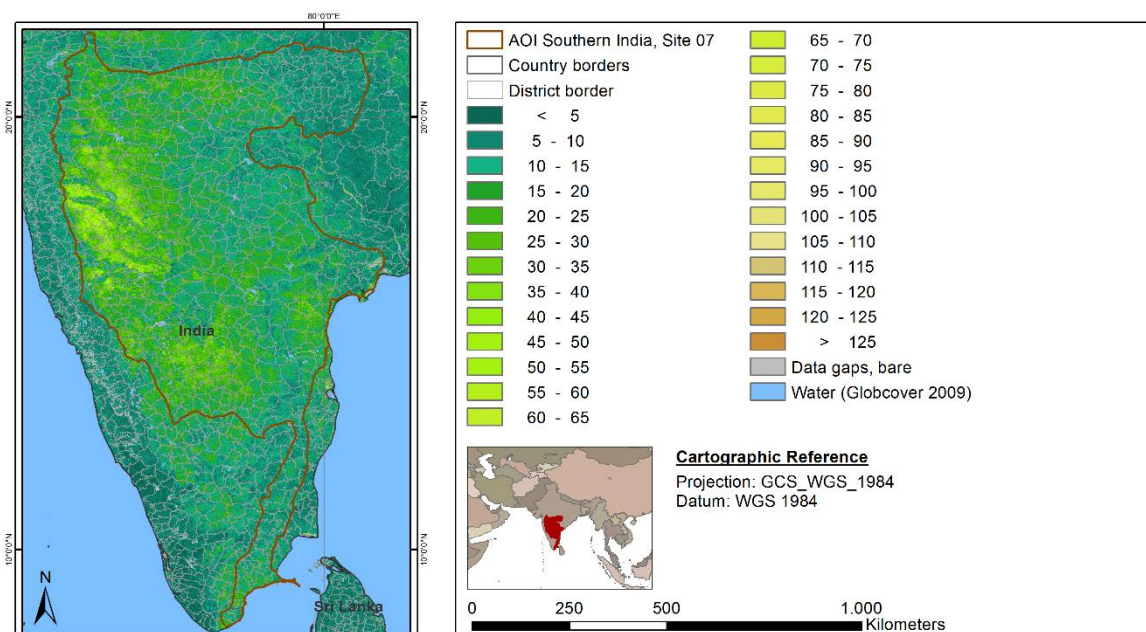 80°0'0"E
20°0'0"N
20°0'0"N
India
10°0'0"N
10°0'0"N
N
Sri Lanka
AOI Southern India, Site 07
Country borders
District border
< 5
5 - 10
10 - 15
15 - 20
20 - 25
25 - 30
30 - 35
35 - 40
40 - 45
45 - 50
50 - 55
55 - 60
60 - 65
65 - 70
70 - 75
75 - 80
80 - 85
85 - 90
90 - 95
95 - 100
100 - 105
105 - 110
110 - 115
115 - 120
120 - 125
> 125
Data gaps, bare
Water (Globcover 2009)
Cartographic Reference
Projection: GCS_WGS_1984
Datum: WGS 1984
0 250 500 1.000
Kilometers